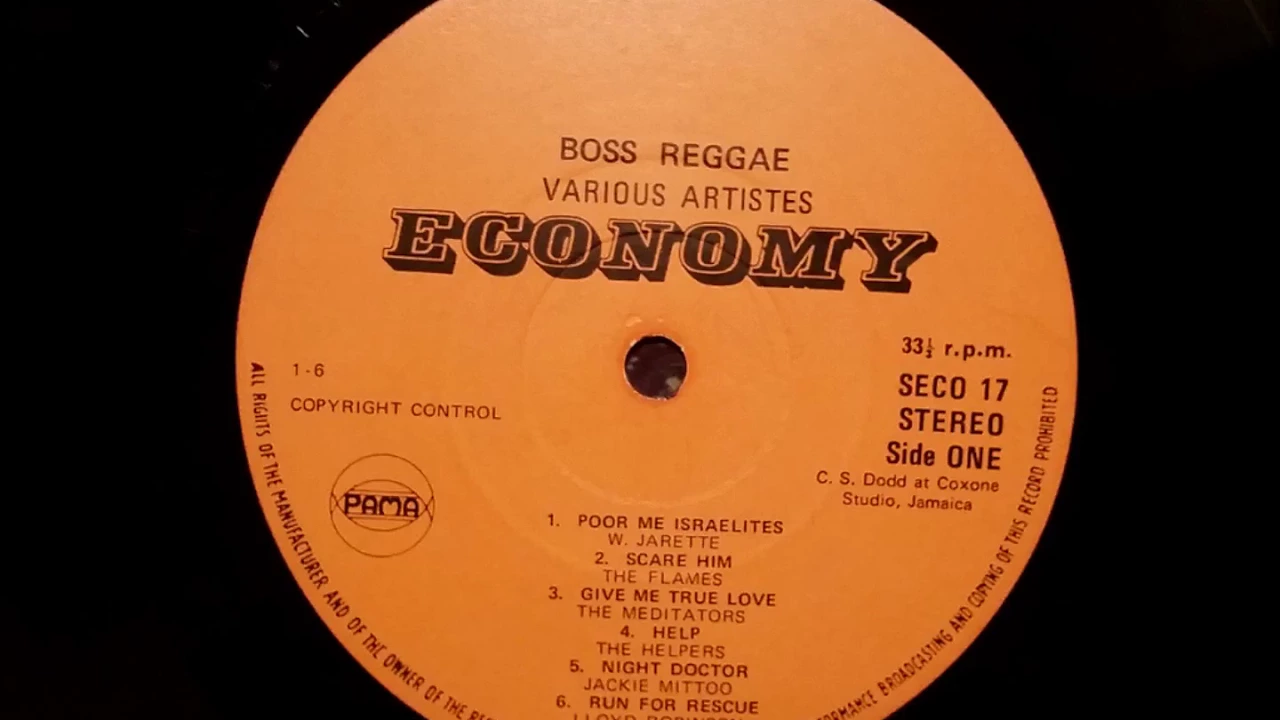 BOSS REGGAE
VARIOUS ARTISTES
ECONOMY
33⅓ r.p.m.
1 - 6
SECO 17
COPYRIGHT CONTROL
STEREO
Side ONE
C. S. Dodd at Coxone
Studio, Jamaica
PAMA
1. POOR ME ISRAELITES
W. JARETTE
2. SCARE HIM
THE FLAMES
3. GIVE ME TRUE LOVE
THE MEDITATORS
4. HELP
THE HELPERS
5. NIGHT DOCTOR
JACKIE MITTOO
6. RUN FOR RESCUE
LLOYD ROBINSON
ALL RIGHTS OF THE MANUFACTURER AND OF THE OWNER OF THE
BROADCASTING AND COPYING OF THIS RECORD PROHIBITED